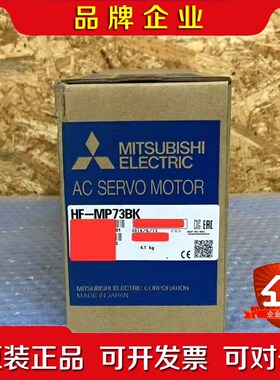 品牌企业
MITSUBISHI
ELECTRIC
AC SERVO MOTOR
HF-MP73BK
4.1 kg
MITSUBISHI ELECTRIC CORPORATION
MADE IN JAPAN
企业
原装正品 可开发票 可对